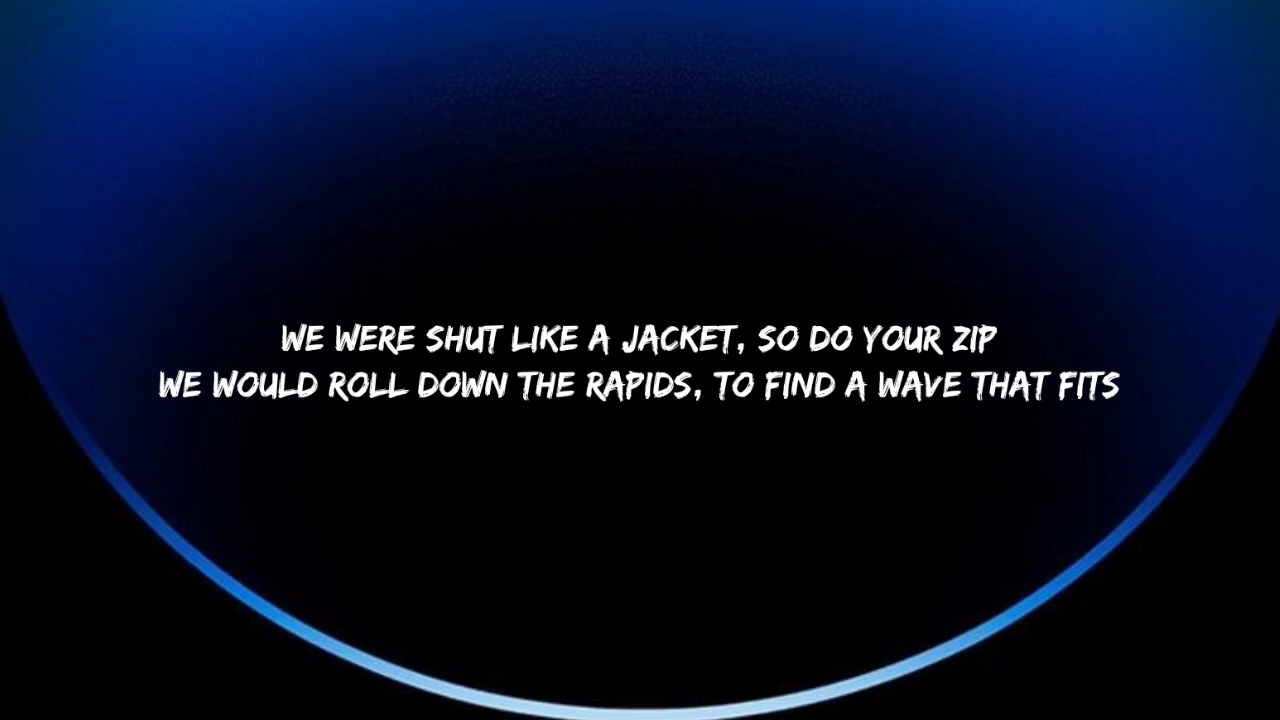 WE WERE SHUT LIKE A JACKET, SO DO YOUR ZIP
WE WOULD ROLL DOWN THE RAPIDS, TO FIND A WAVE THAT FITS